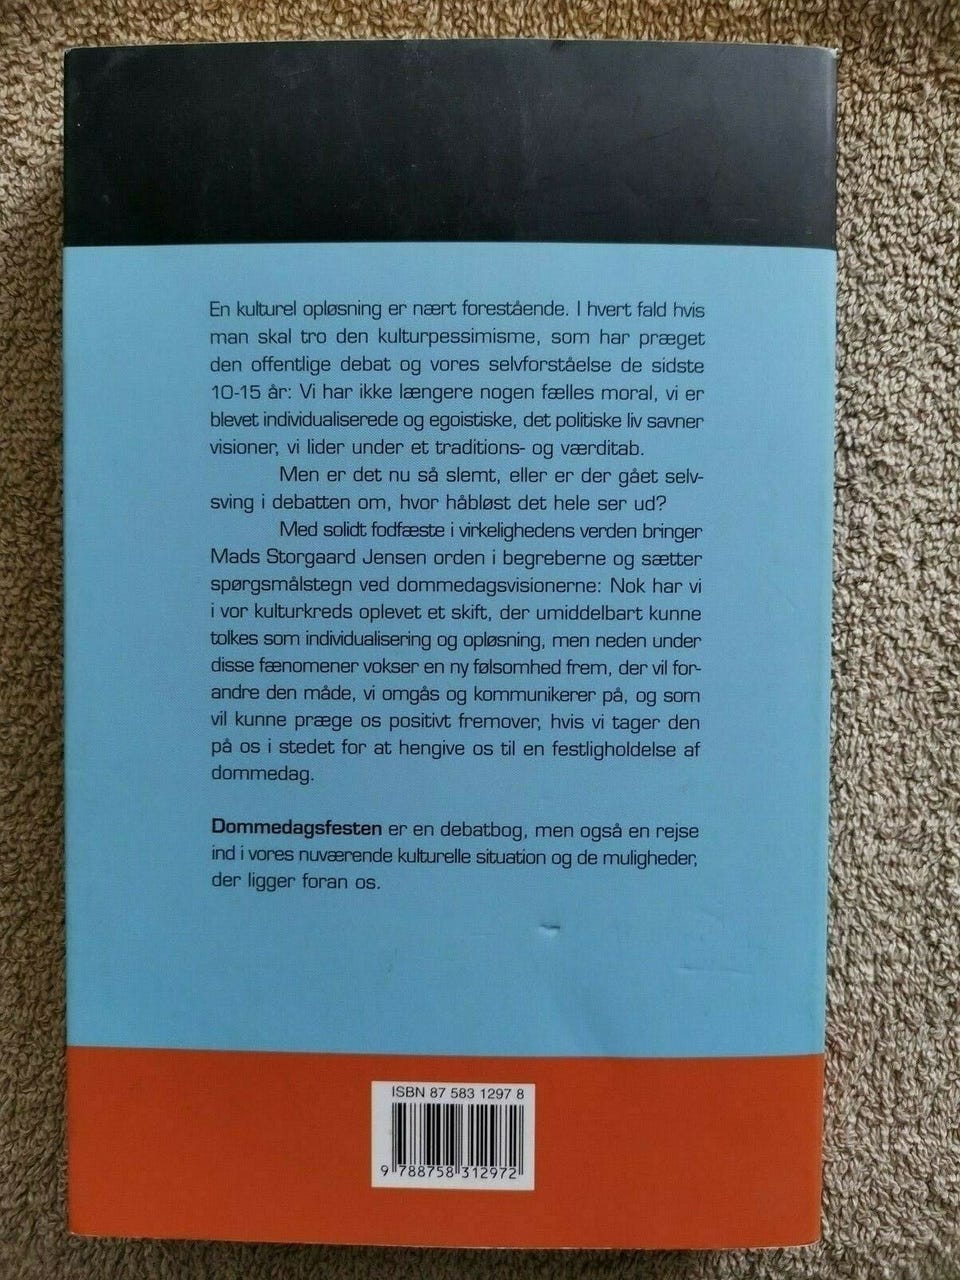 En kulturel opløsning er nært forestående. I hvert fald hvis
man skal tro den kulturpessimisme, som har præget
den offentlige debat og vores selvforståelse de sidste
10-15 år: Vi har ikke længere nogen fælles moral, vi er
blevet individualiserede og egoistiske, det politiske liv savner
visioner, vi lider under et traditions- og værditab.
Men er det nu så slemt, eller er der gået selv-
sving i debatten om, hvor håbløst det hele ser ud?
Med solidt fodfæste i virkelighedens verden bringer
Mads Storgaard Jensen orden i begreberne og sætter
spørgsmålstegn ved dommedagsvisionerne: Nok har vi
i vor kulturkreds oplevet et skift, der umiddelbart kunne
tolkes som individualisering og opløsning, men neden under
disse fænomener vokser en ny følsomhed frem, der vil for-
andre den måde, vi omgås og kommunikerer på, og som
vil kunne præge os positivt fremover, hvis vi tager den
på os i stedet for at hengive os til en festligholdelse af
dommedag.
Dommedagsfesten er en debatbog, men også en rejse
ind i vores nuværende kulturelle situation og de muligheder,
der ligger foran os.
ISBN 87 583 1297 8
9 788758 312972